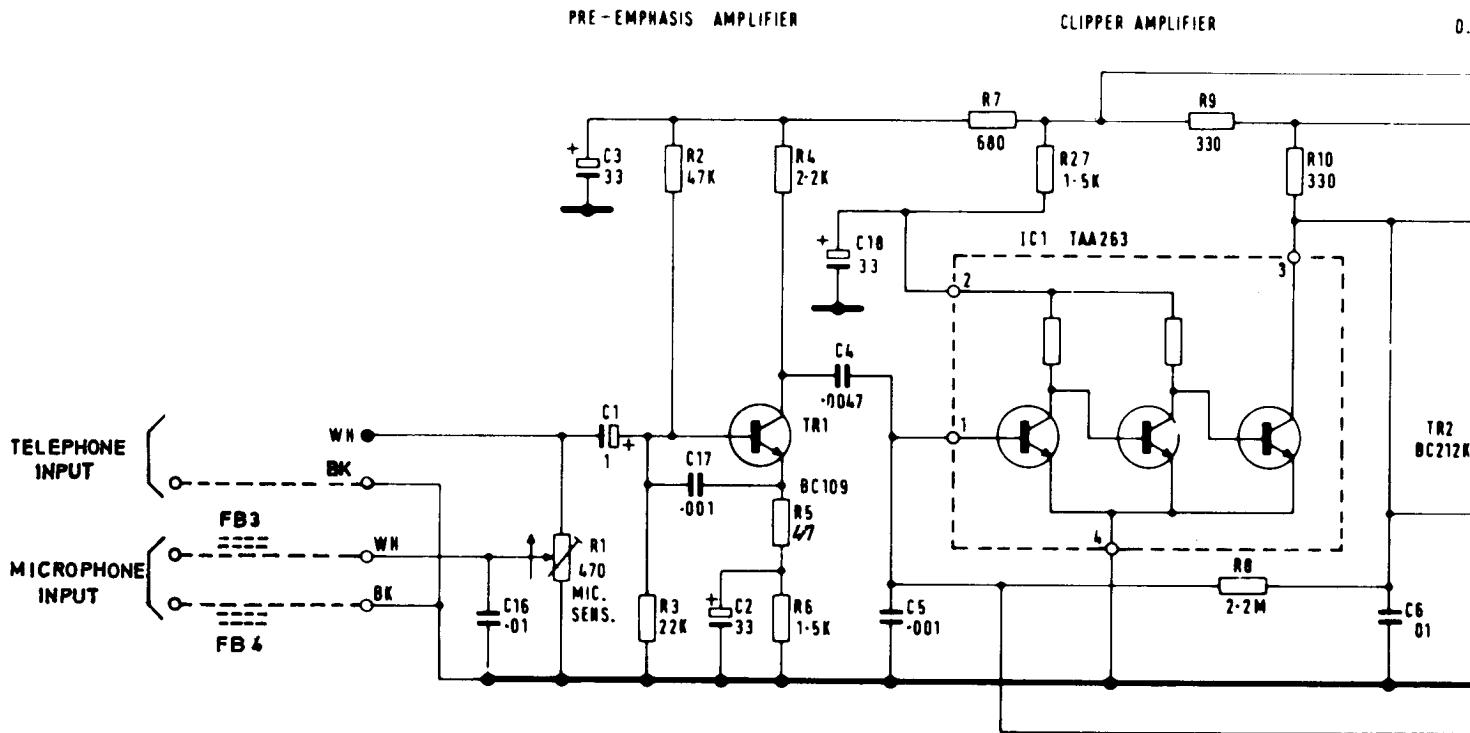 PRE-EMPHASIS AMPLIFIER
CLIPPER AMPLIFIER
0.
R7
680
R9
330
+
C3
33
R2
47K
R4
2·2K
R27
1·5K
R10
330
+
C18
33
IC1 TAA263
2
3
C4
·0047
TELEPHONE
INPUT
WH
BK
C1
+
1
TR1
BC109
1
TR2
BC212K
C17
·001
R5
47
4
FB3
MICROPHONE
INPUT
WH
BK
FB4
C16
·01
R1
470
MIC.
SENS.
R3
22K
+
C2
33
R6
1·5K
C5
·001
R8
2·2M
C6
01